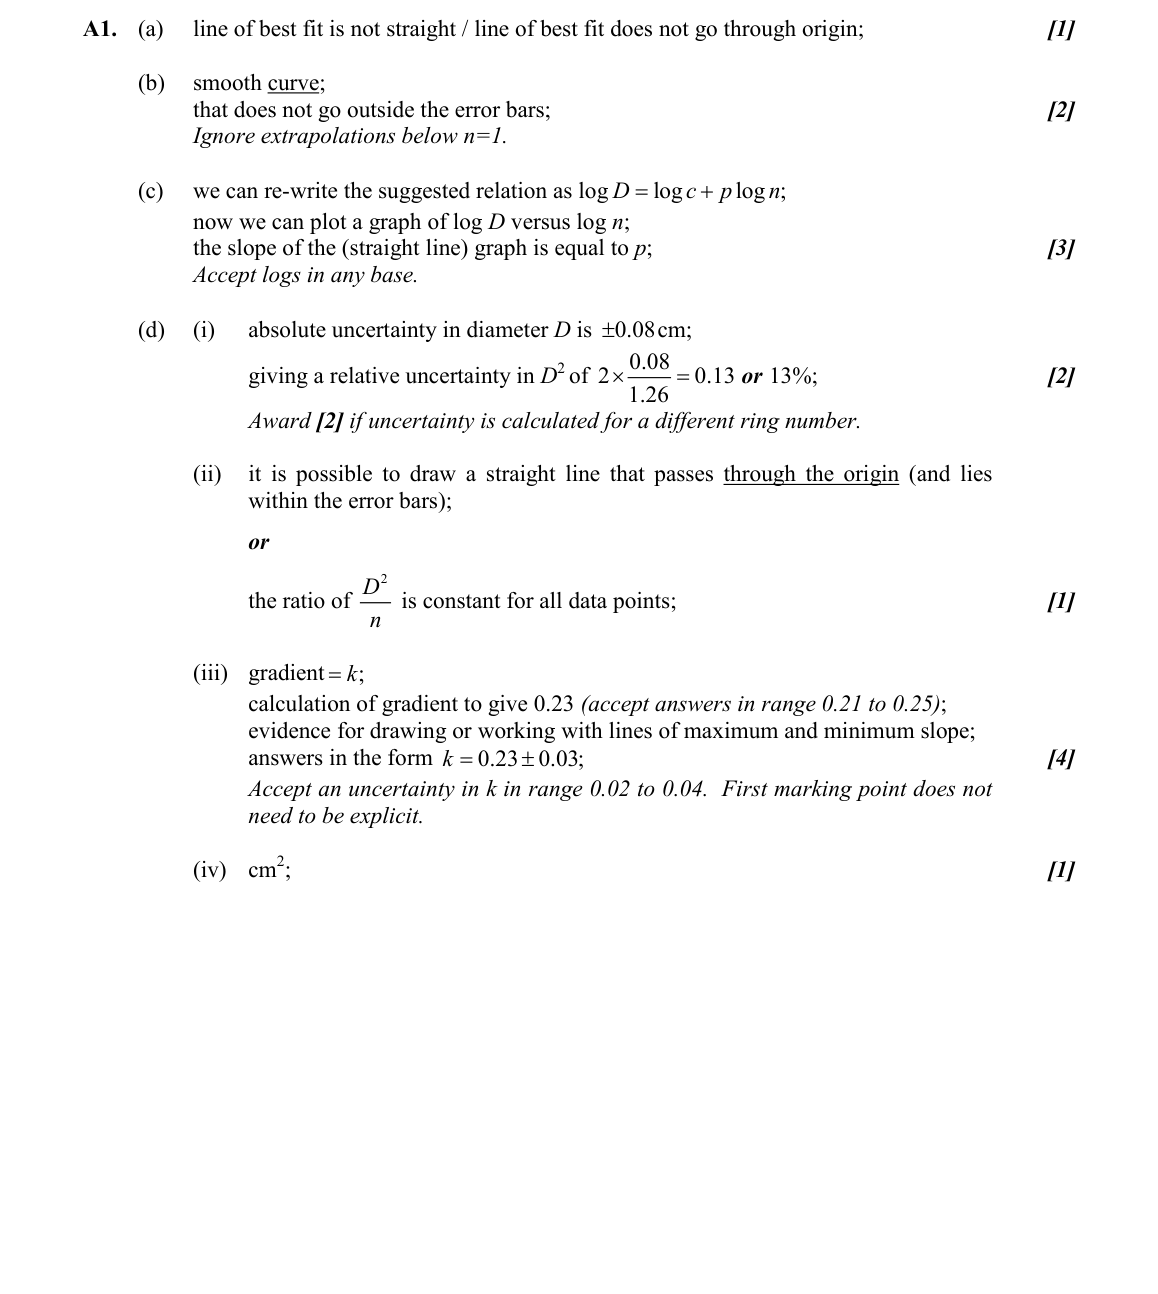 A1. (a) line of best fit is not straight / line of best fit does not go through origin; [1]
(b) smooth curve;
that does not go outside the error bars; [2]
Ignore extrapolations below n=1.
(c) we can re-write the suggested relation as log D = log c + p log n;
now we can plot a graph of log D versus log n;
the slope of the (straight line) graph is equal to p; [3]
Accept logs in any base.
(d) (i) absolute uncertainty in diameter D is ±0.08cm;
giving a relative uncertainty in D² of 2×0.08/1.26 = 0.13 or 13%; [2]
Award [2] if uncertainty is calculated for a different ring number.
(ii) it is possible to draw a straight line that passes through the origin (and lies
within the error bars);
or
the ratio of D²/n is constant for all data points; [1]
(iii) gradient = k;
calculation of gradient to give 0.23 (accept answers in range 0.21 to 0.25);
evidence for drawing or working with lines of maximum and minimum slope;
answers in the form k = 0.23±0.03; [4]
Accept an uncertainty in k in range 0.02 to 0.04. First marking point does not
need to be explicit.
(iv) cm²; [1]